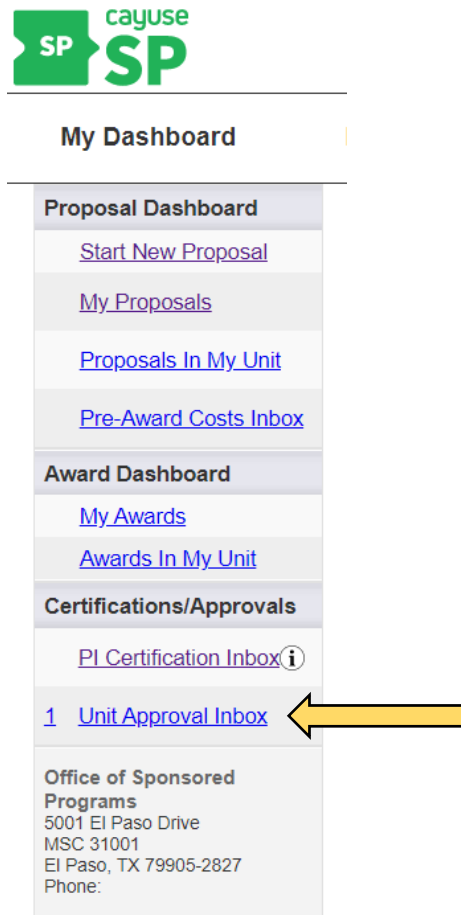 cayuse
SP SP
My Dashboard
Proposal Dashboard
Start New Proposal
My Proposals
Proposals In My Unit
Pre-Award Costs Inbox
Award Dashboard
My Awards
Awards In My Unit
Certifications/Approvals
PI Certification Inbox i
1 Unit Approval Inbox
Office of Sponsored
Programs
5001 El Paso Drive
MSC 31001
El Paso, TX 79905-2827
Phone: